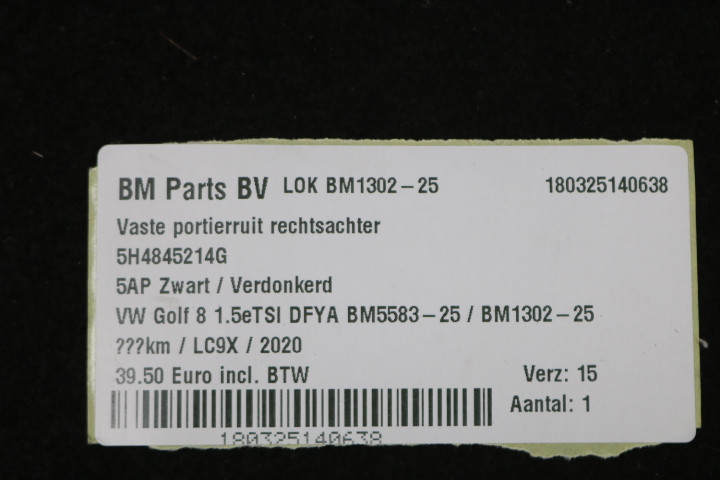 BM Parts BV LOK BM1302-25 180325140638
Vaste portierruit rechtsachter
5H4845214G
5AP Zwart / Verdonkerd
VW Golf 8 1.5eTSI DFYA BM5583-25 / BM1302-25
???km / LC9X / 2020
39.50 Euro incl. BTW Verz: 15
Aantal: 1
180325140638